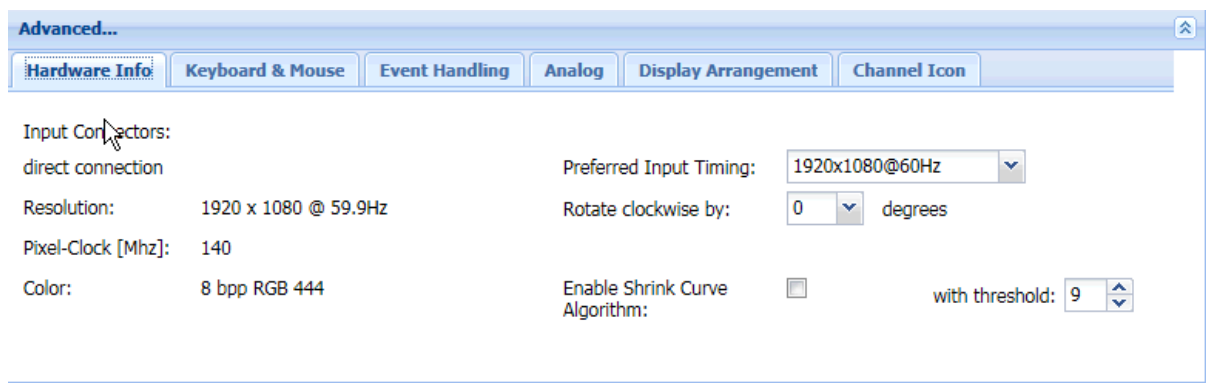 Advanced...
Hardware Info Keyboard & Mouse Event Handling Analog Display Arrangement Channel Icon
Input Connectors:
direct connection Preferred Input Timing: 1920x1080@60Hz
Resolution: 1920 x 1080 @ 59.9Hz Rotate clockwise by: 0 degrees
Pixel-Clock [Mhz]: 140
Color: 8 bpp RGB 444 Enable Shrink Curve with threshold: 9
Algorithm: